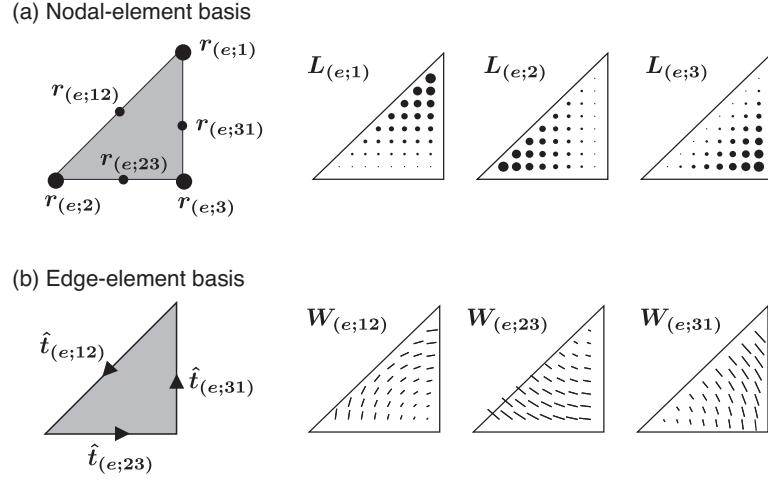 (a) Nodal-element basis
r(e;1)
r(e;12)
r(e;31)
r(e;23)
r(e;2)
r(e;3)
L(e;1)
L(e;2)
L(e;3)
(b) Edge-element basis
t̂(e;12)
t̂(e;31)
t̂(e;23)
W(e;12)
W(e;23)
W(e;31)